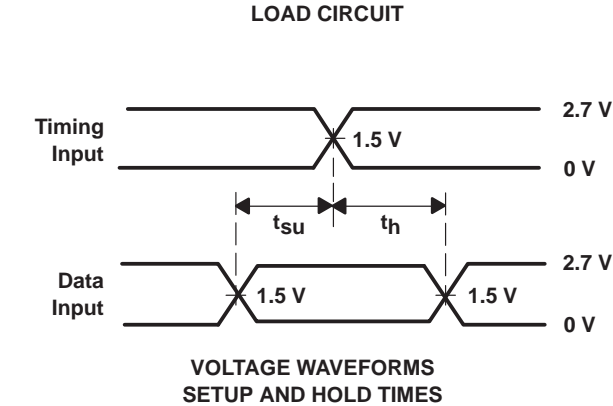 LOAD CIRCUIT
Timing
Input
2.7 V
1.5 V
0 V
tsu
th
Data
Input
2.7 V
1.5 V
1.5 V
0 V
VOLTAGE WAVEFORMS
SETUP AND HOLD TIMES